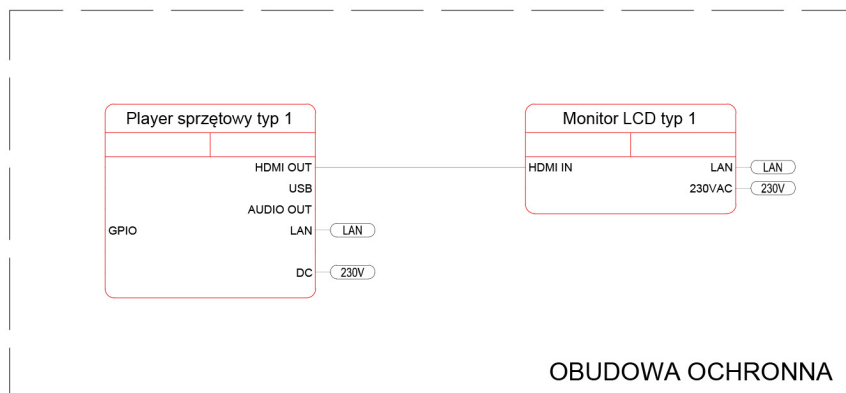 Player sprzętowy typ 1
HDMI OUT
USB
AUDIO OUT
GPIO
LAN
LAN
DC
230V
Monitor LCD typ 1
HDMI IN
LAN
LAN
230VAC
230V
OBUDOWA OCHRONNA